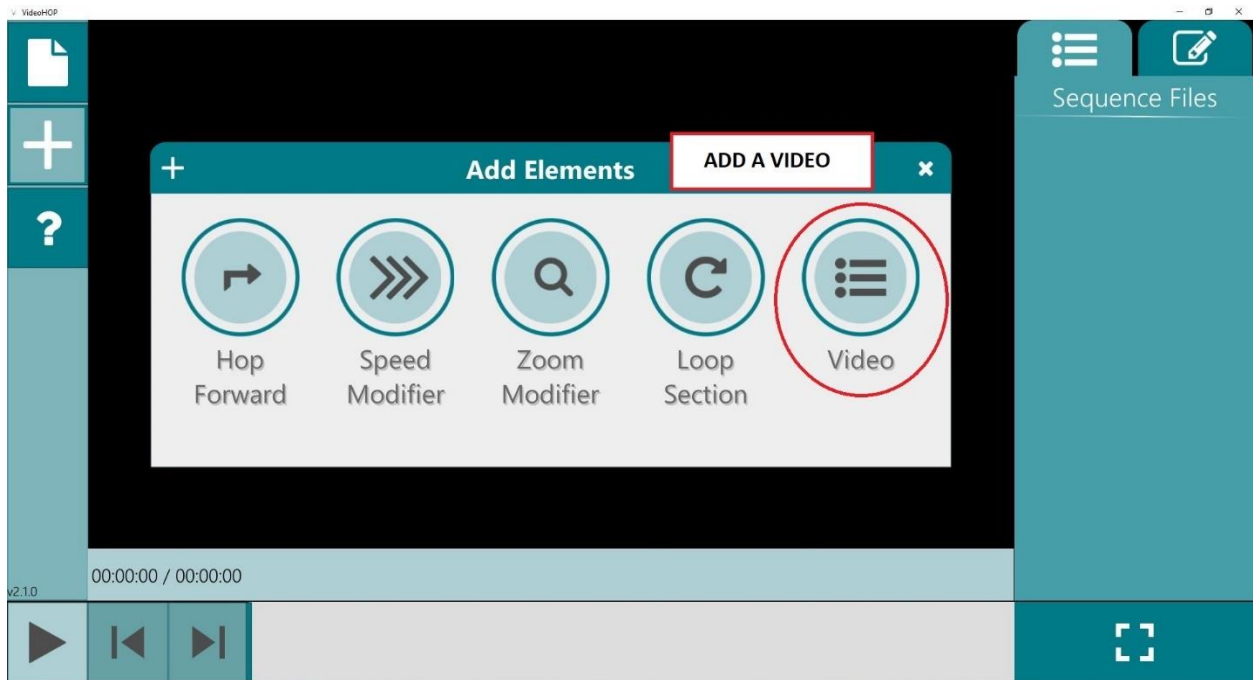 VideoHOP
Sequence Files
Add Elements
ADD A VIDEO
Hop
Forward
Speed
Modifier
Zoom
Modifier
Loop
Section
Video
00:00:00 / 00:00:00
v2.1.0